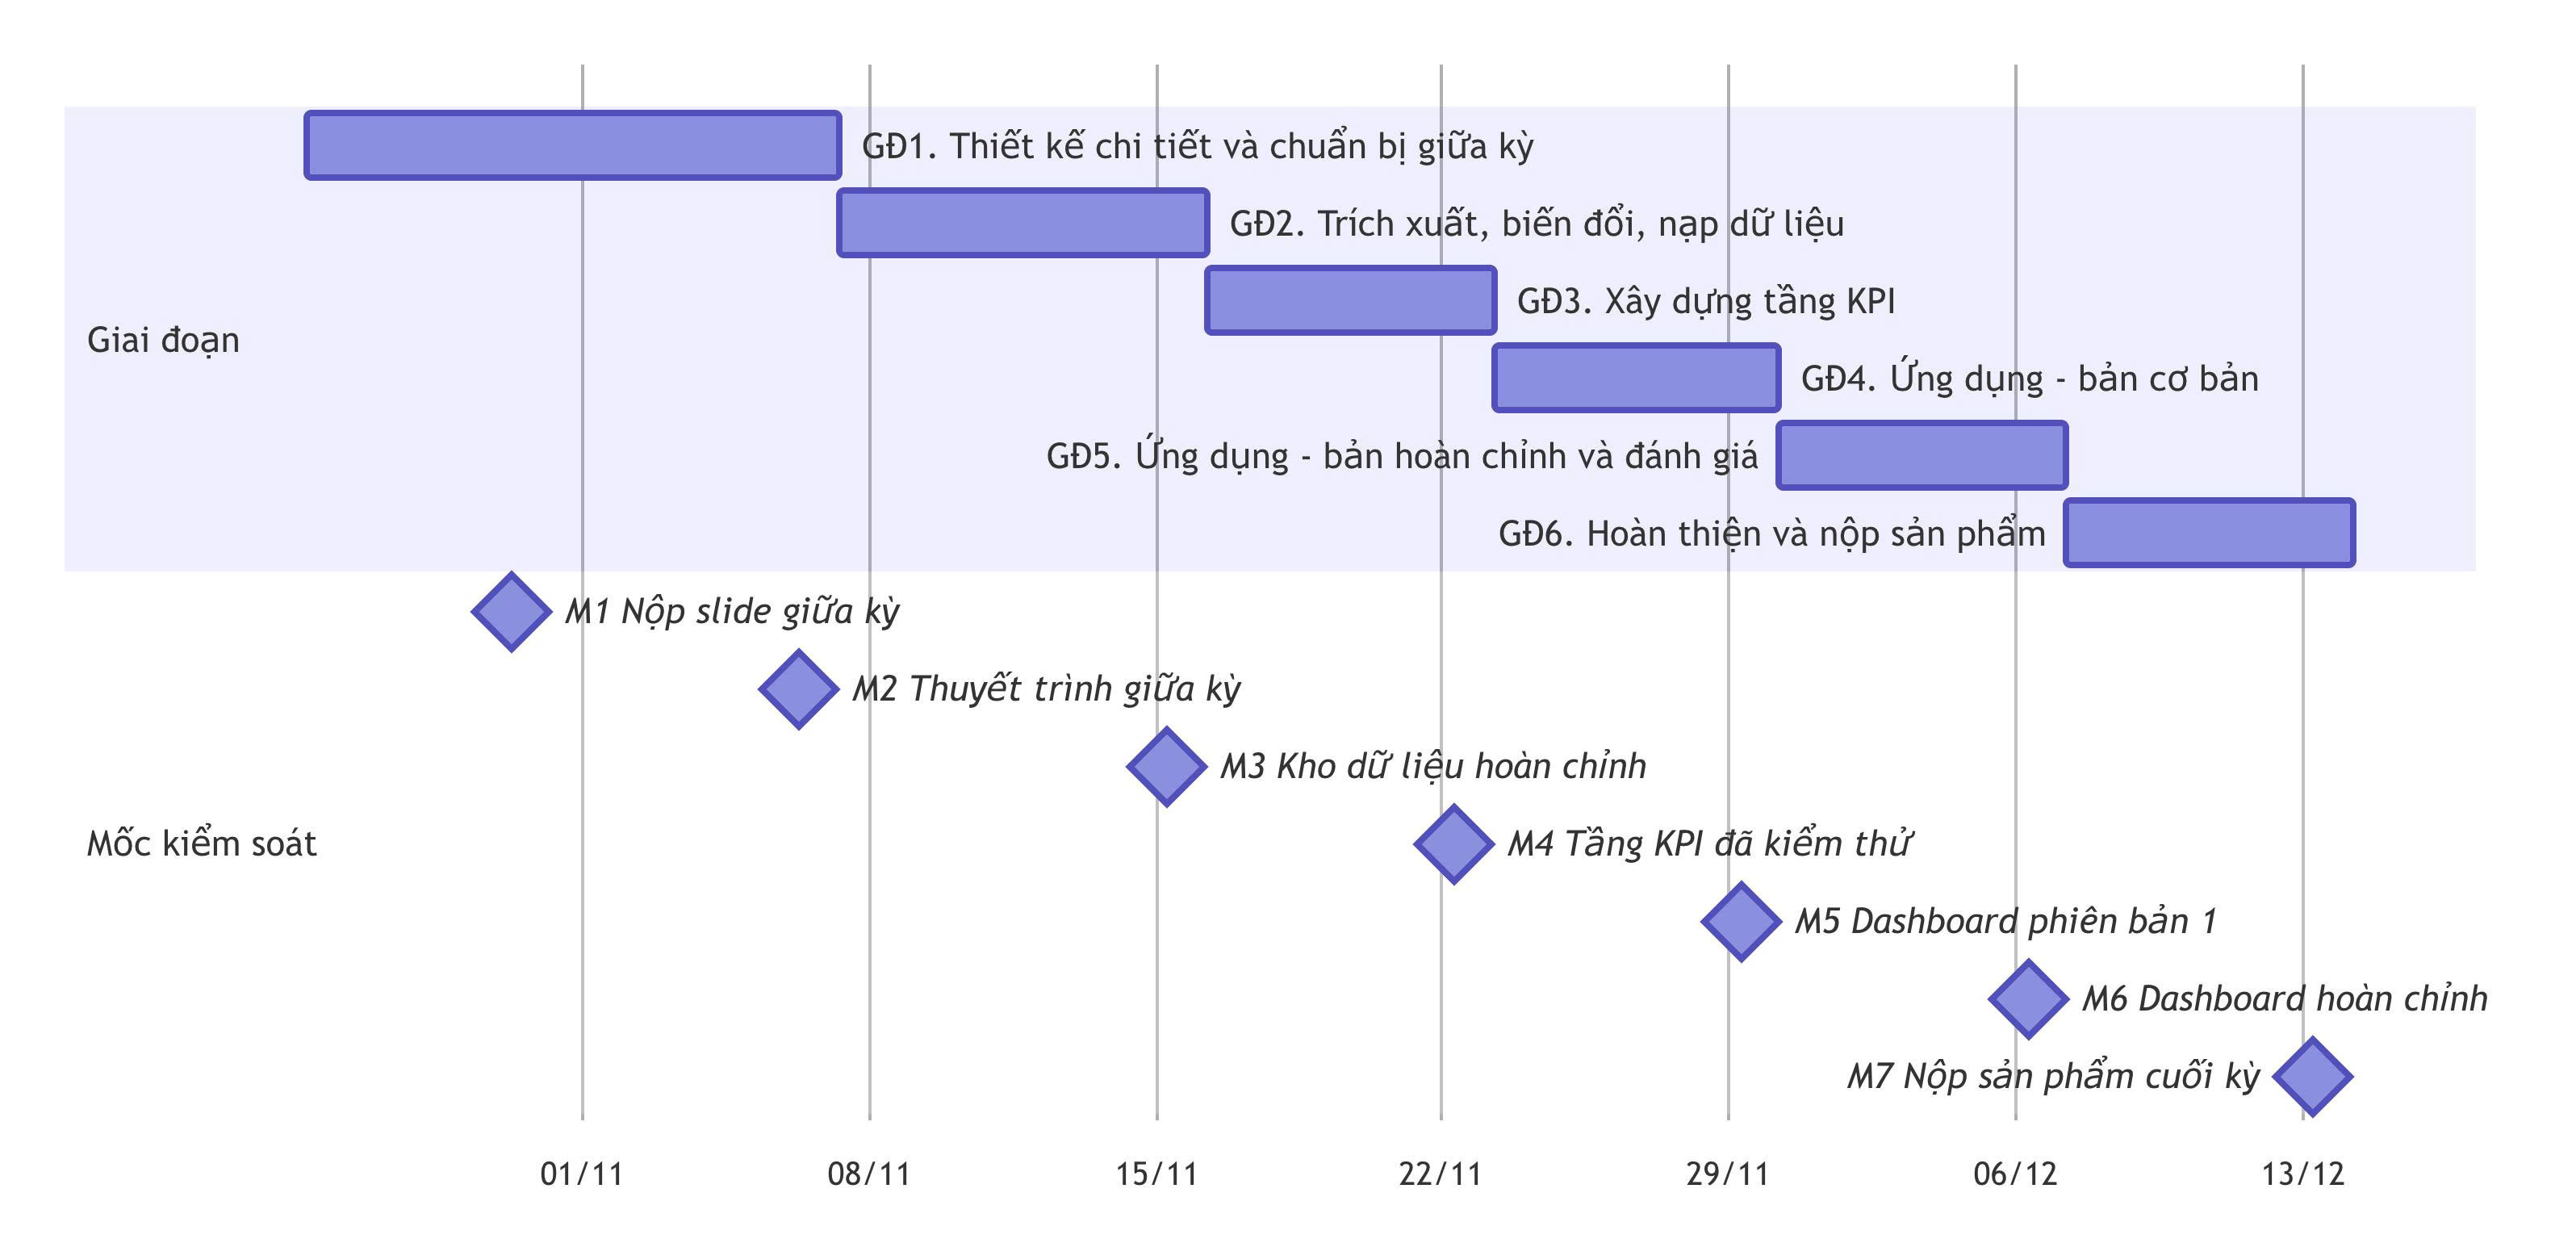 GĐ1. Thiết kế chi tiết và chuẩn bị giữa kỳ
GĐ2. Trích xuất, biến đổi, nạp dữ liệu
GĐ3. Xây dựng tầng KPI
Giai đoạn
GĐ4. Ứng dụng - bản cơ bản
GĐ5. Ứng dụng - bản hoàn chỉnh và đánh giá
GĐ6. Hoàn thiện và nộp sản phẩm
M1 Nộp slide giữa kỳ
M2 Thuyết trình giữa kỳ
M3 Kho dữ liệu hoàn chỉnh
Mốc kiểm soát
M4 Tầng KPI đã kiểm thử
M5 Dashboard phiên bản 1
M6 Dashboard hoàn chỉnh
M7 Nộp sản phẩm cuối kỳ
01/11 08/11 15/11 22/11 29/11 06/12 13/12